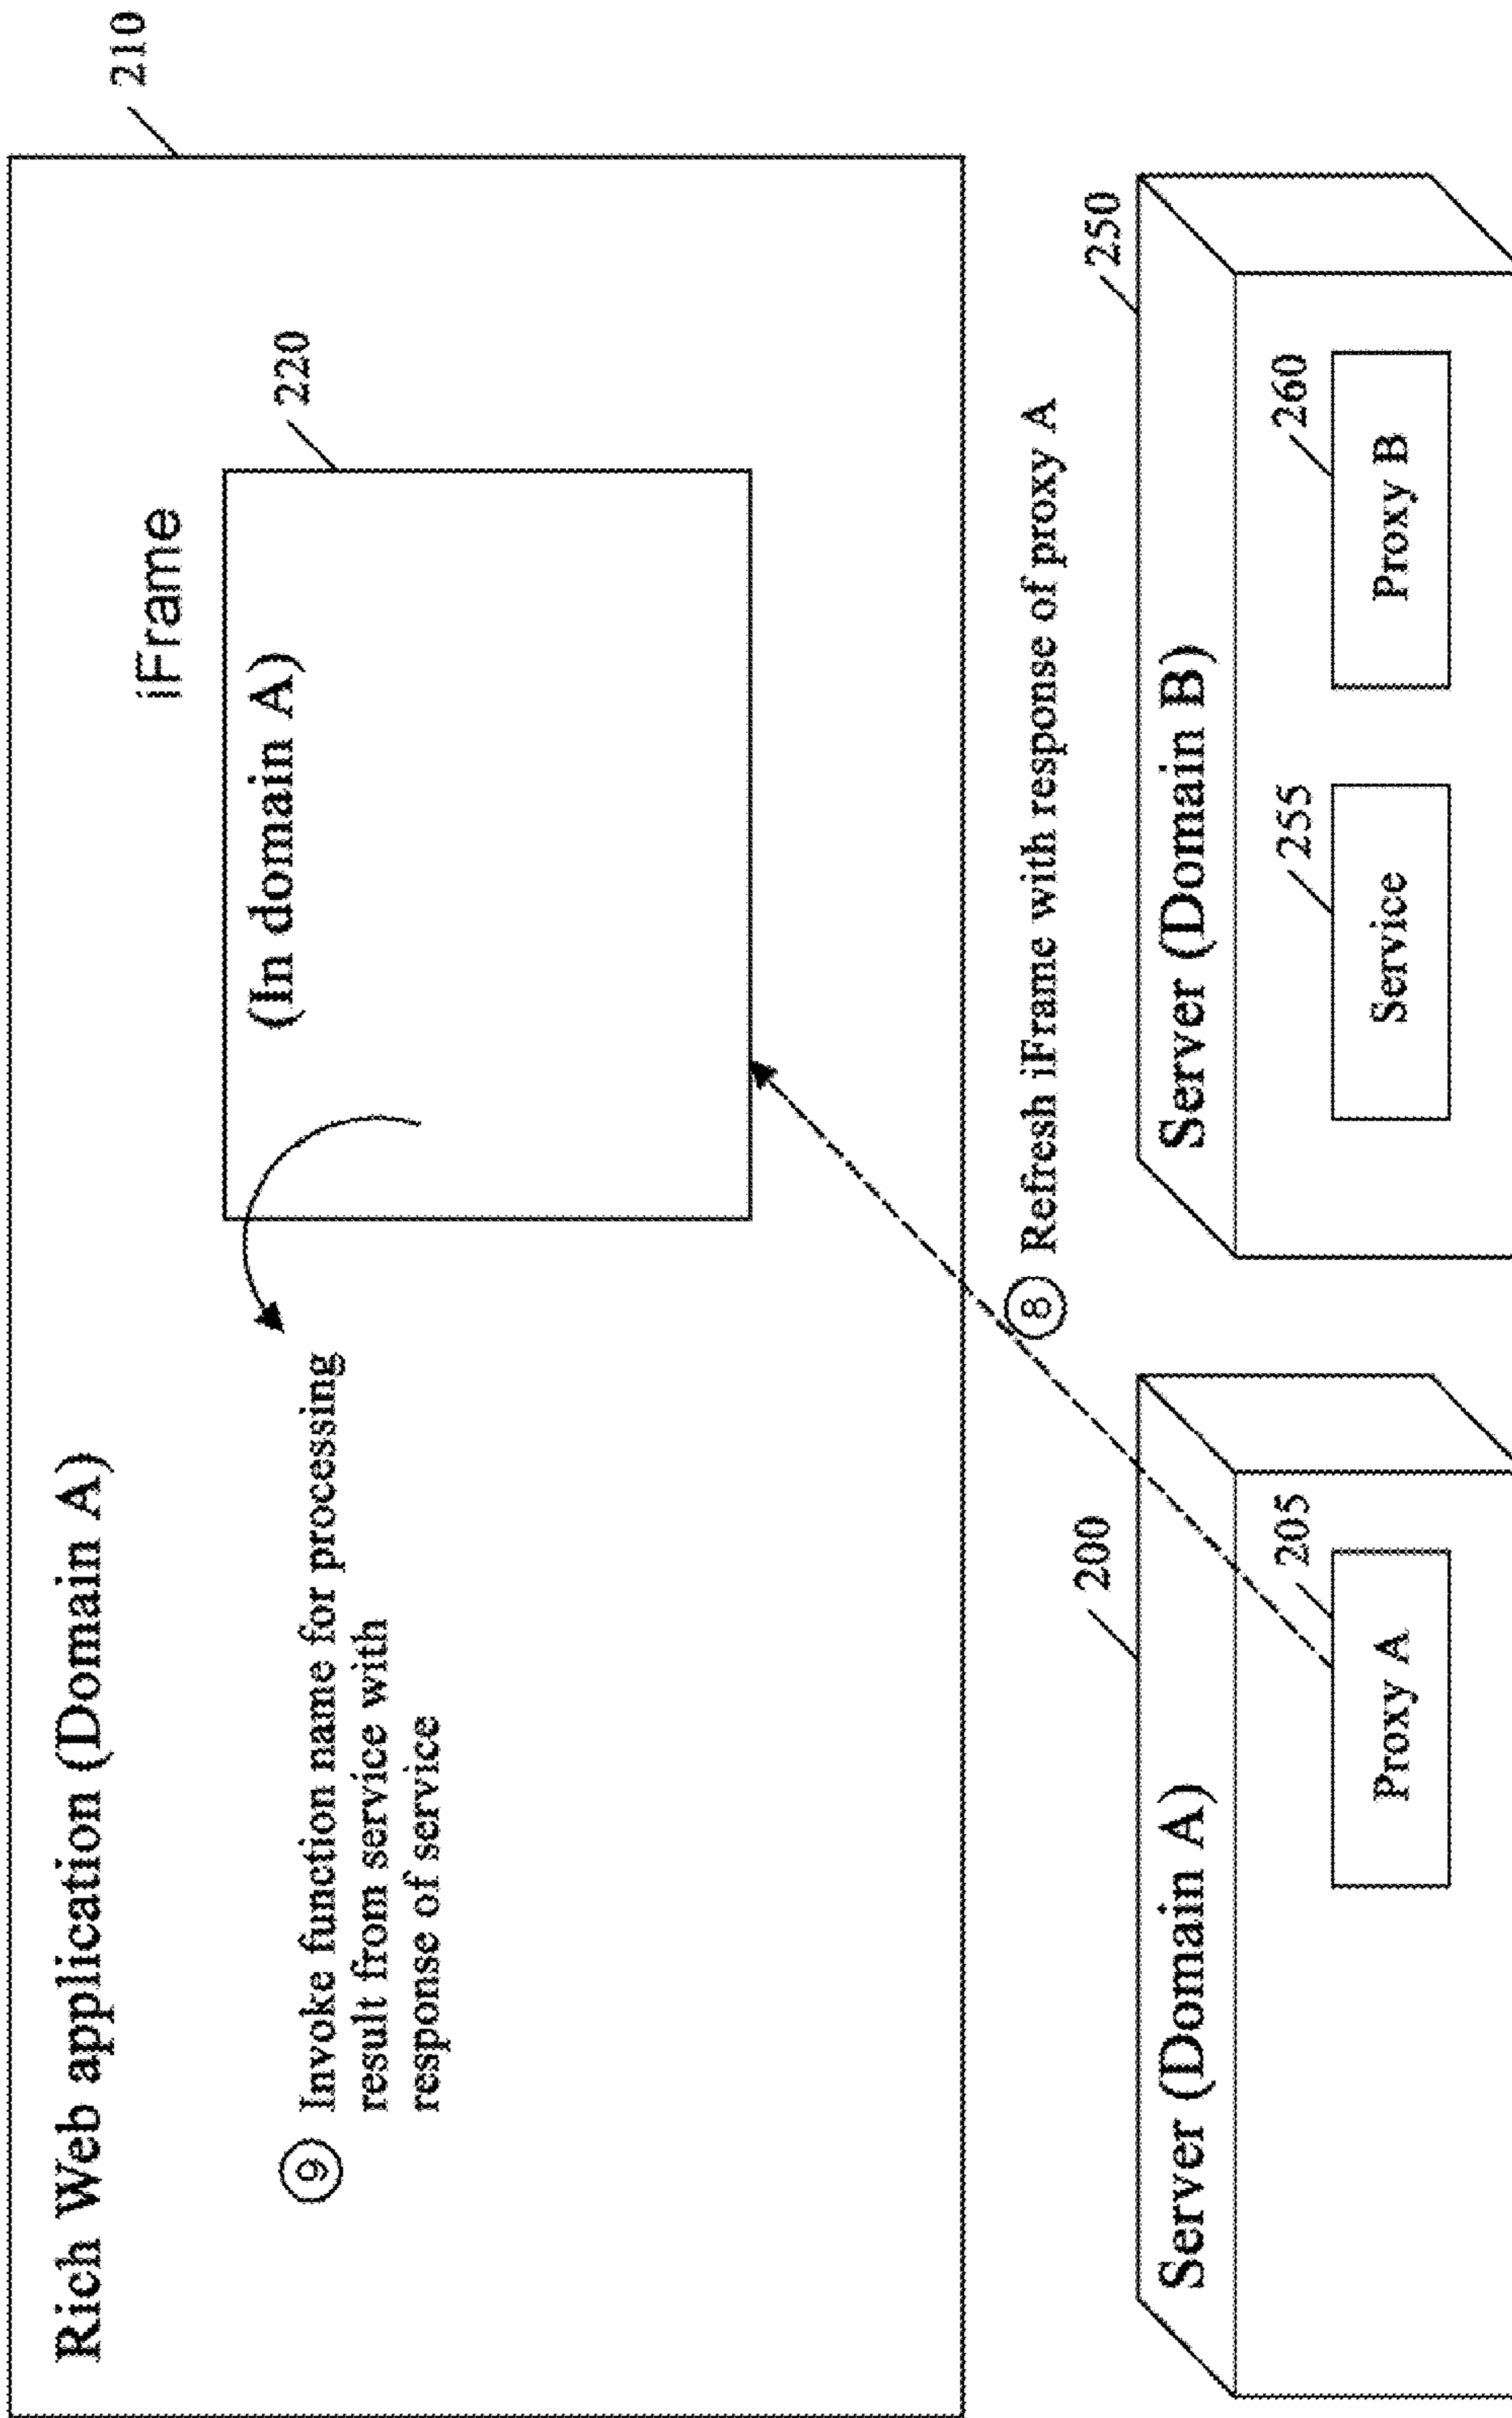 Rich Web application (Domain A)
210
iFrame
220
(In domain A)
⑨ Invoke function name for processing
result from service with
response of service
⑧ Refresh iFrame with response of proxy A
200
Server (Domain A)
205
Proxy A
250
Server (Domain B)
255
Service
260
Proxy B